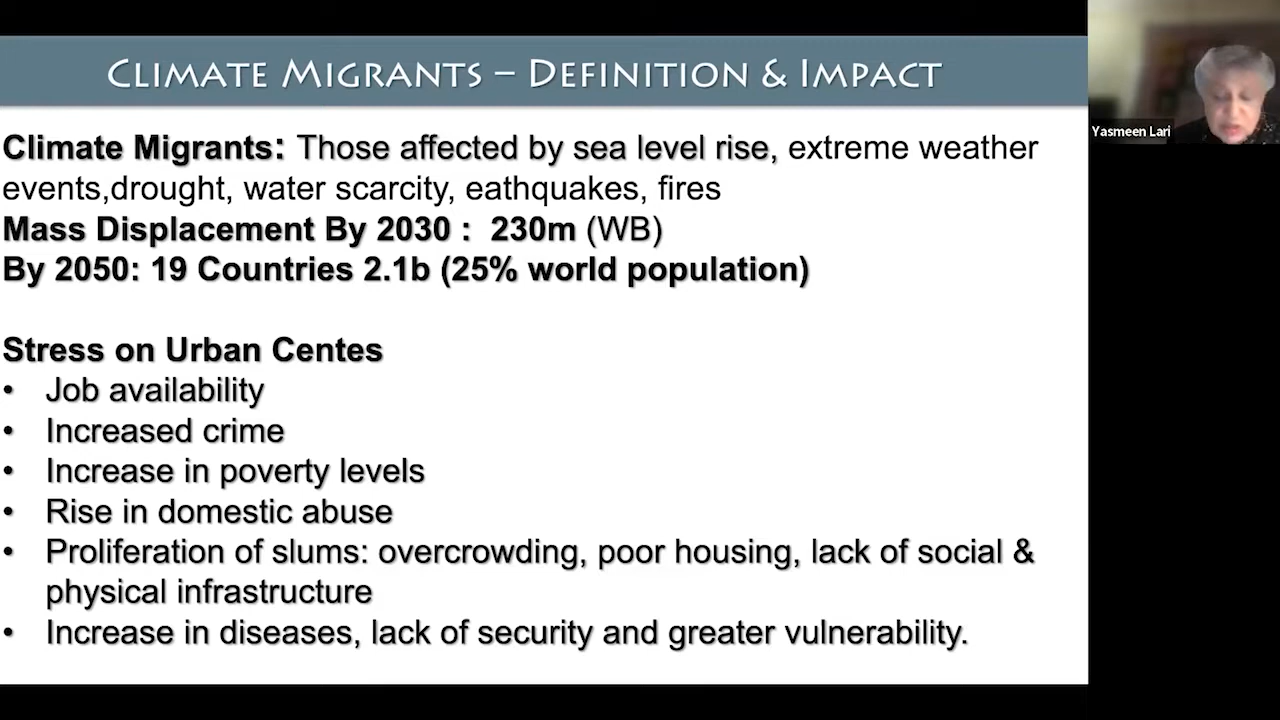 CLIMATE MIGRANTS – DEFINITION & IMPACT
Yasmeen Lari
Climate Migrants: Those affected by sea level rise, extreme weather
events,drought, water scarcity, eathquakes, fires
Mass Displacement By 2030 : 230m (WB)
By 2050: 19 Countries 2.1b (25% world population)
Stress on Urban Centes
• Job availability
• Increased crime
• Increase in poverty levels
• Rise in domestic abuse
• Proliferation of slums: overcrowding, poor housing, lack of social &
physical infrastructure
• Increase in diseases, lack of security and greater vulnerability.